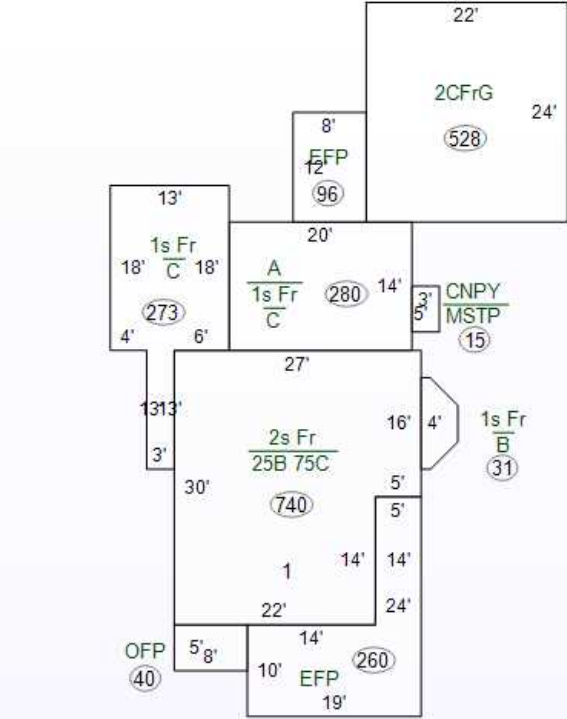 22'
2CFrG
24'
528
8'
EFP
12'
96
13'
1s Fr
C
18'
18'
273
4'
6'
20'
A
1s Fr
C
280
14'
3'
5'
CNPY
MSTP
15
27'
13'
13'
3'
16'
4'
1s Fr
B
31
2s Fr
25B 75C
30'
740
5'
5'
1
14'
14'
24'
22'
OFP
40
5'
8'
14'
10'
EFP
260
19'